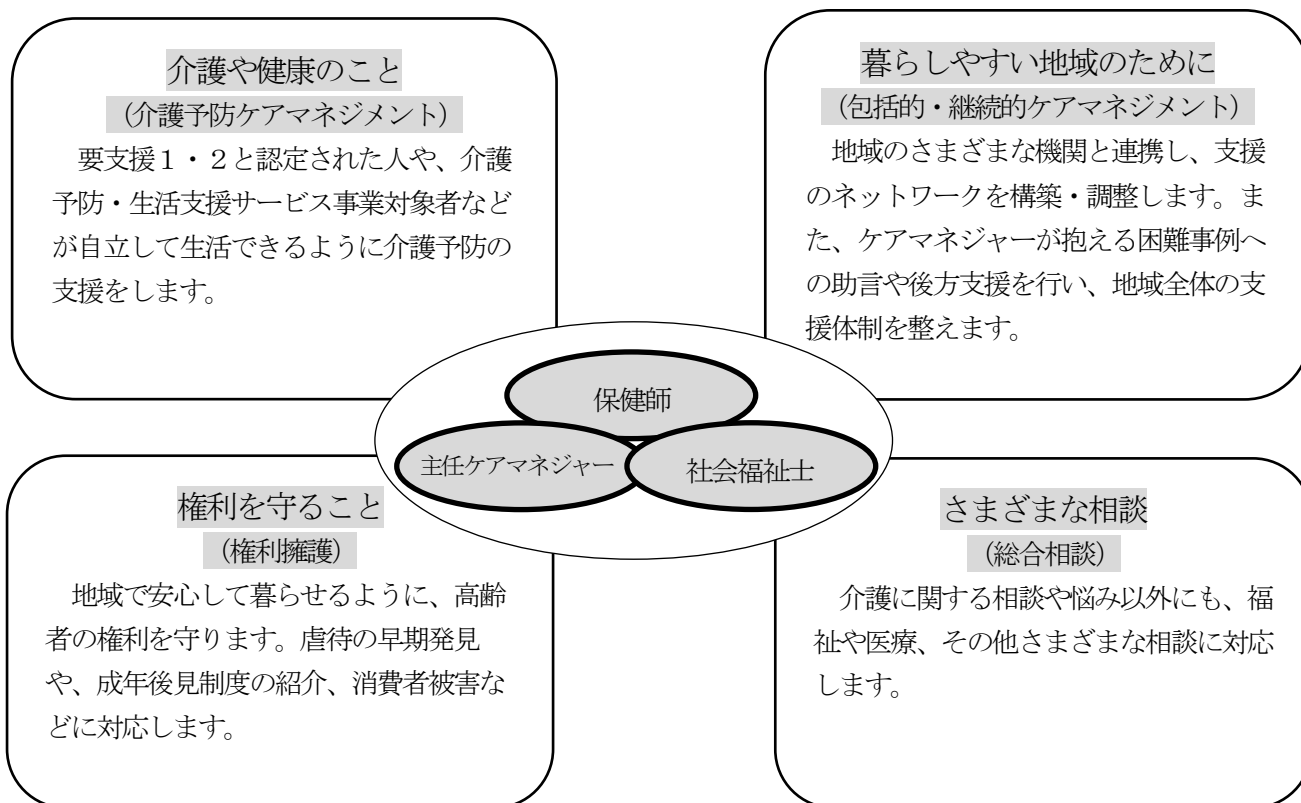 介護や健康のこと
（介護予防ケアマネジメント）
要支援１・２と認定された人や、介護
予防・生活支援サービス事業対象者など
が自立して生活できるように介護予防の
支援をします。
暮らしやすい地域のために
（包括的・継続的ケアマネジメント）
地域のさまざまな機関と連携し、支援
のネットワークを構築・調整します。ま
た、ケアマネジャーが抱える困難事例へ
の助言や後方支援を行い、地域全体の支
援体制を整えます。
保健師
主任ケアマネジャー
社会福祉士
権利を守ること
（権利擁護）
地域で安心して暮らせるように、高齢
者の権利を守ります。虐待の早期発見
や、成年後見制度の紹介、消費者被害な
どに対応します。
さまざまな相談
（総合相談）
介護に関する相談や悩み以外にも、福
祉や医療、その他さまざまな相談に対応
します。